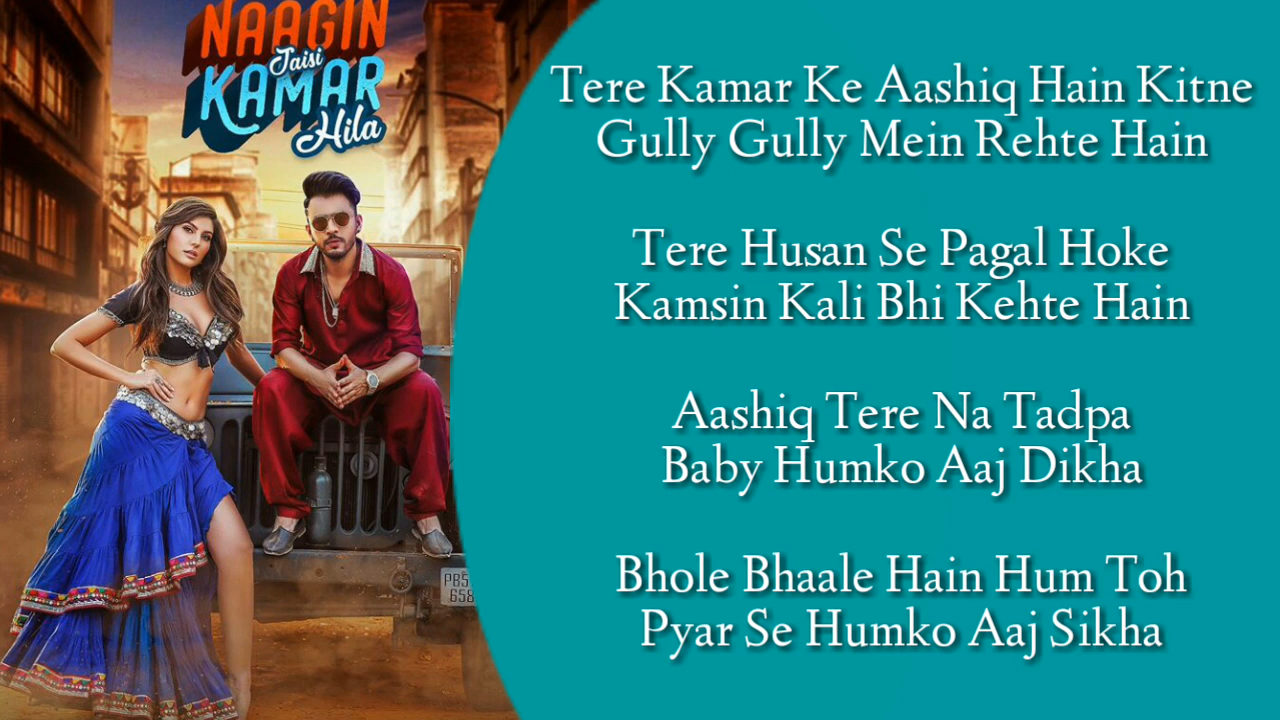 NAAGIN
Jaisi
KAMAR
Hila
Tere Kamar Ke Aashiq Hain Kitne
Gully Gully Mein Rehte Hain
Tere Husan Se Pagal Hoke
Kamsin Kali Bhi Kehte Hain
Aashiq Tere Na Tadpa
Baby Humko Aaj Dikha
Bhole Bhaale Hain Hum Toh
Pyar Se Humko Aaj Sikha
PB5
658